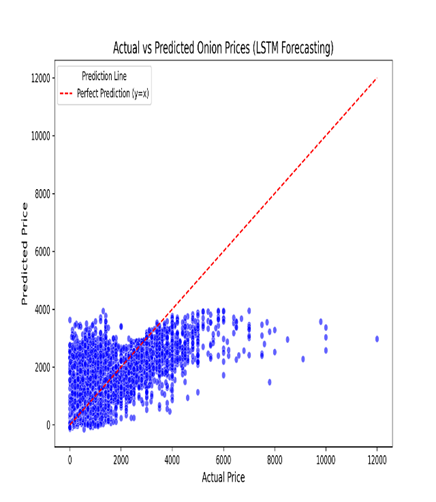 Actual vs Predicted Onion Prices (LSTM Forecasting)
Prediction Line
Perfect Prediction (y=x)
12000
10000
8000
6000
4000
2000
0
Predicted Price
0 2000 4000 6000 8000 10000 12000
Actual Price